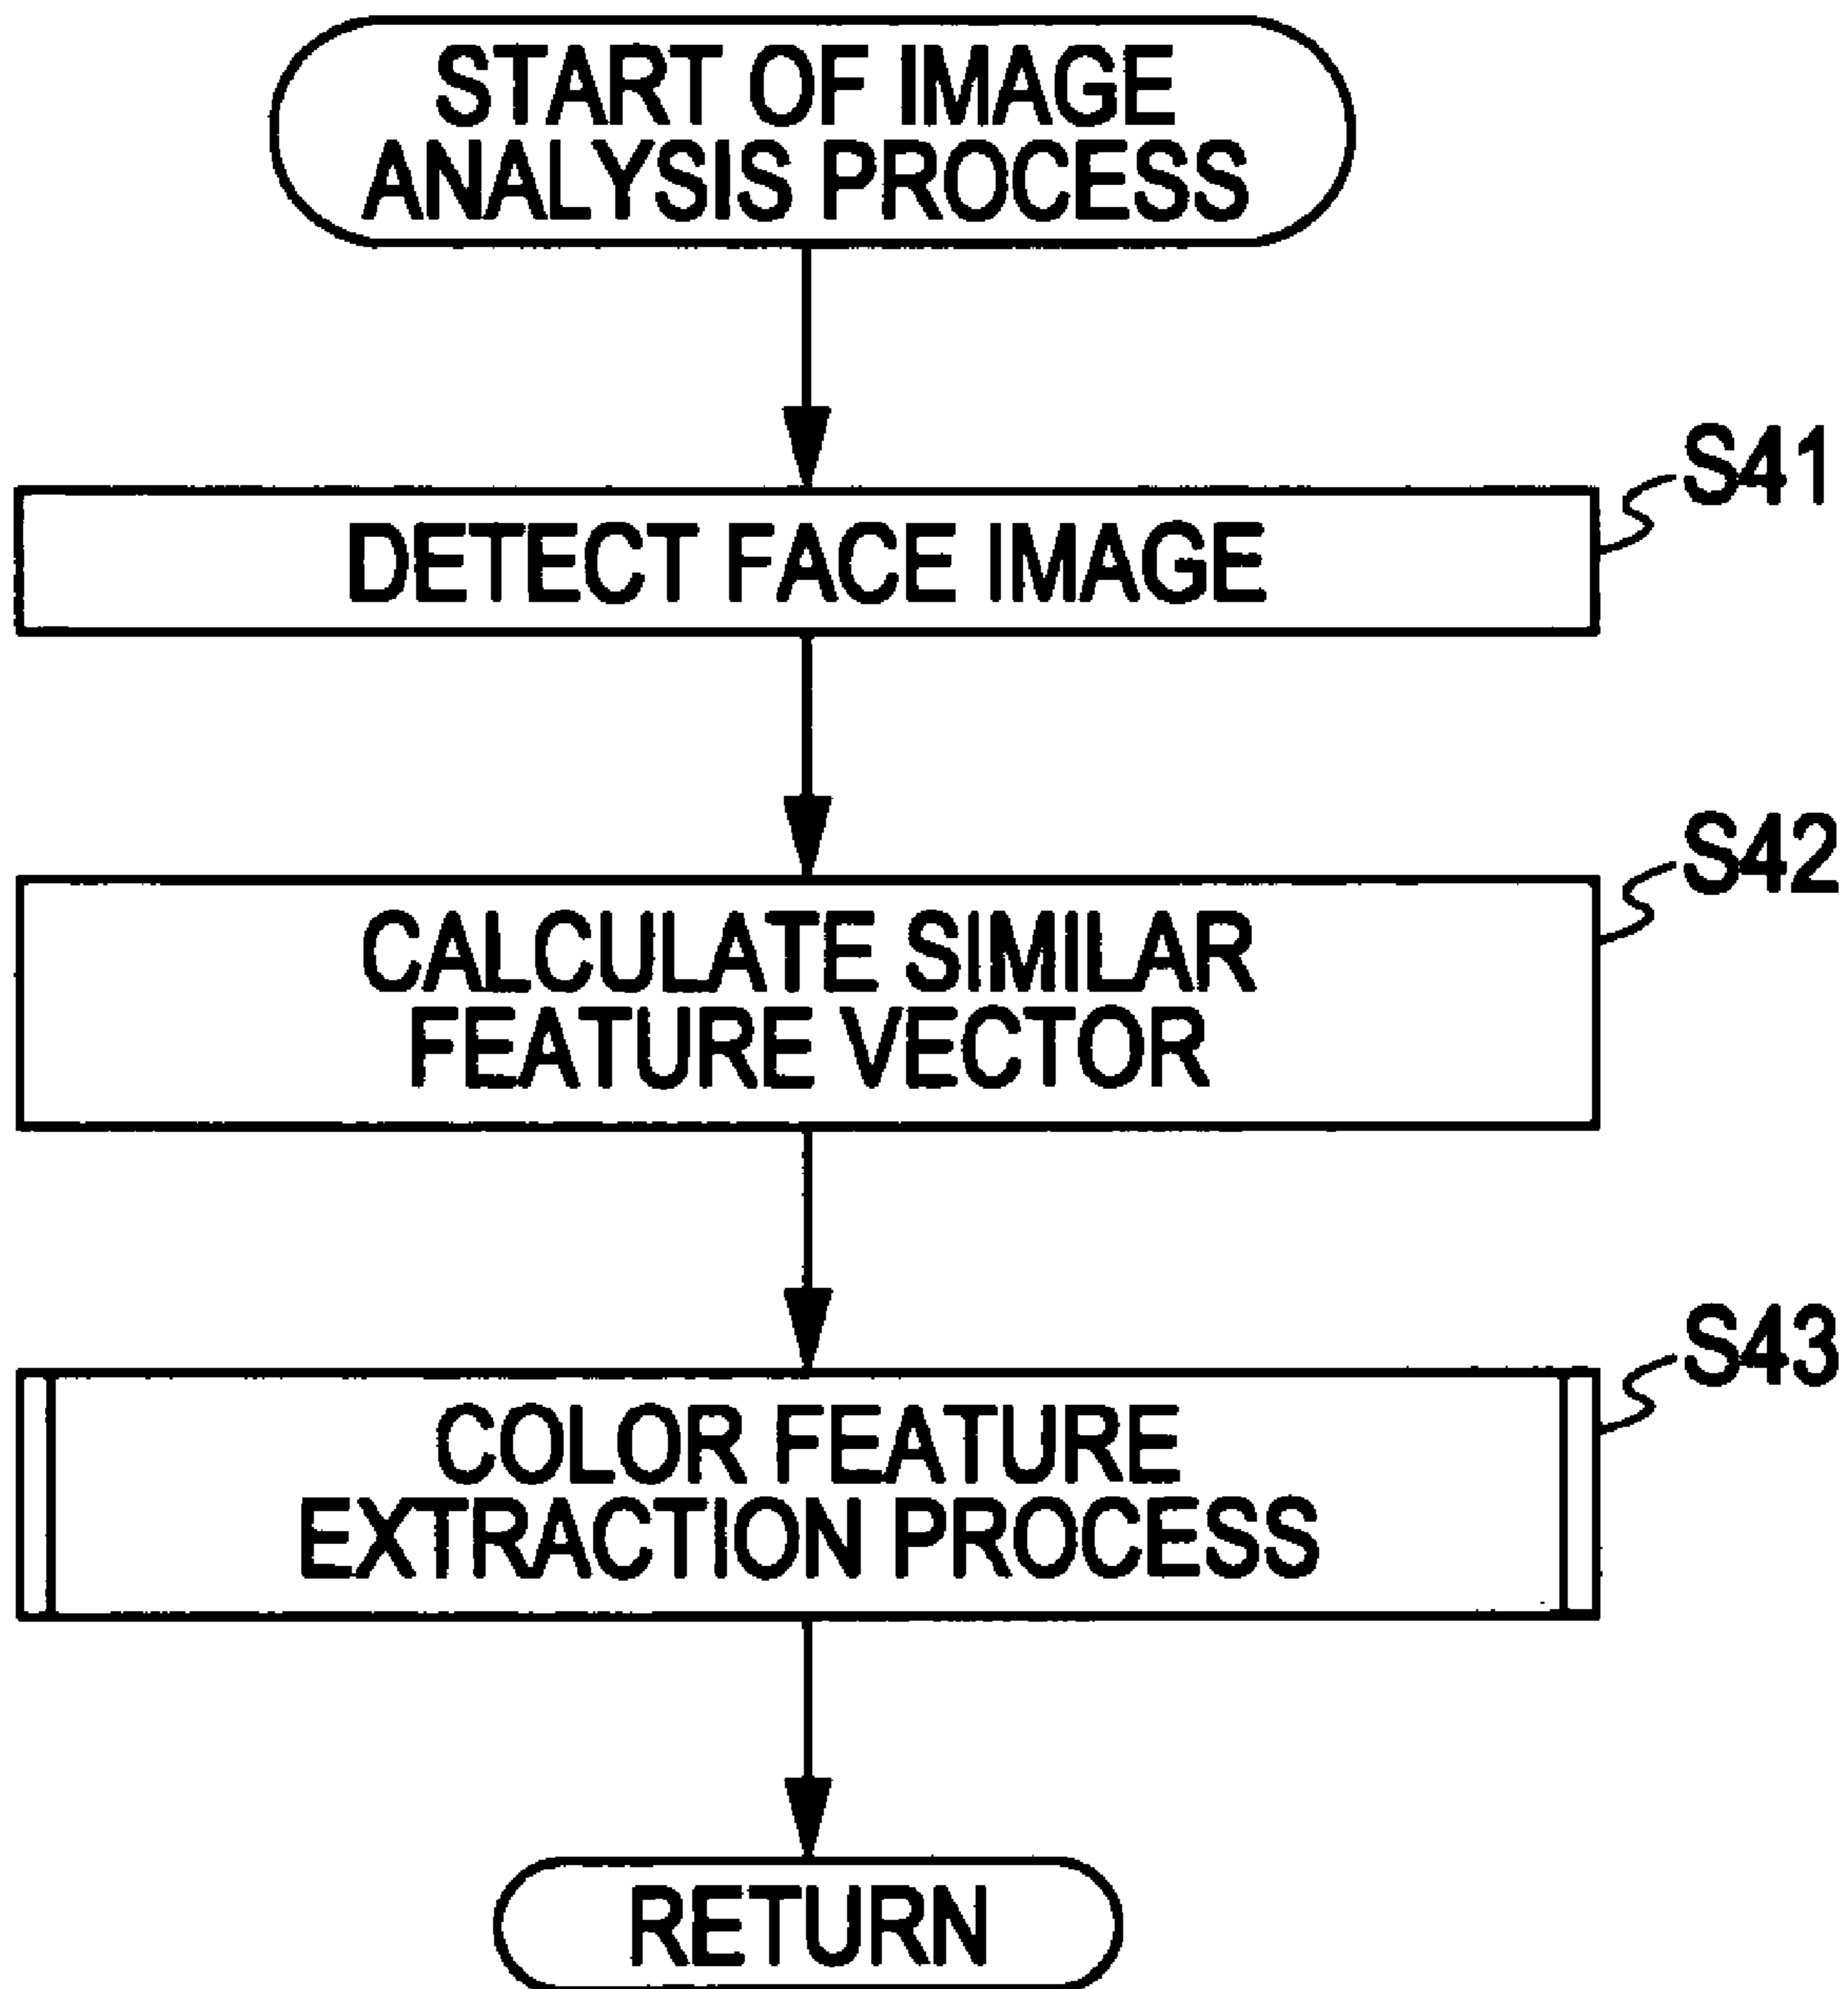 START OF IMAGE
ANALYSIS PROCESS
S41
DETECT FACE IMAGE
S42
CALCULATE SIMILAR
FEATURE VECTOR
S43
COLOR FEATURE
EXTRACTION PROCESS
RETURN